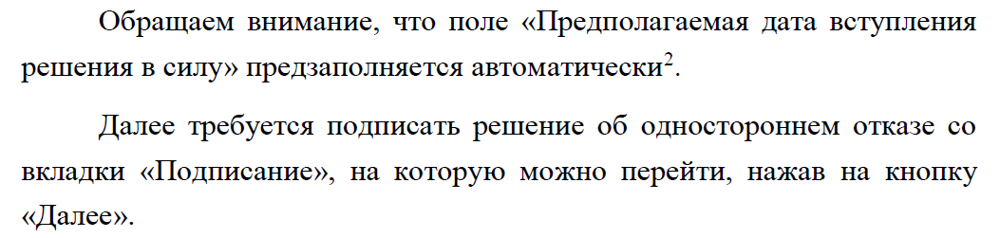 Обращаем внимание, что поле «Предполагаемая дата вступления
решения в силу» предзаполняется автоматически².
Далее требуется подписать решение об одностороннем отказе со
вкладки «Подписание», на которую можно перейти, нажав на кнопку
«Далее».